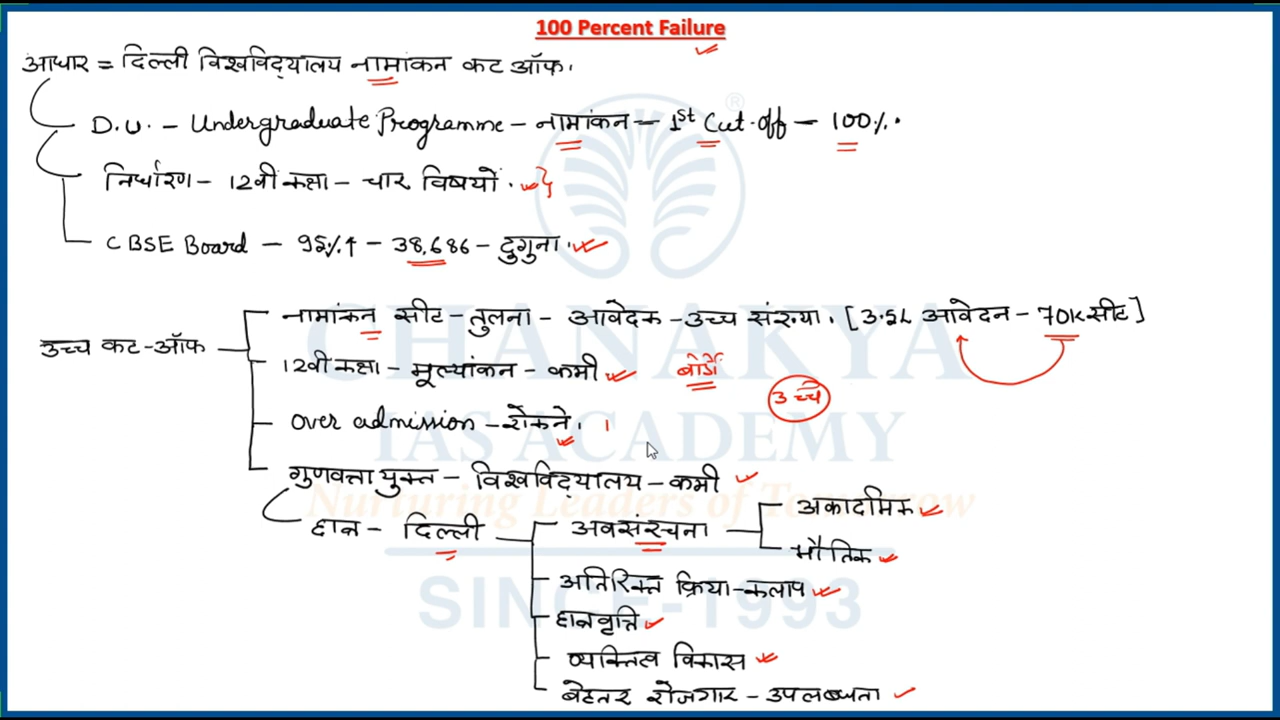 100 Percent Failure
आधार = दिल्ली विश्वविद्यालय नामांकन कट ऑफ.
D.U. – Undergraduate Programme – नामांकन – 1st Cut-off – 100%.
निर्धारण – 12वी कक्षा – चार विषयों.
CBSE Board – 95%↑ – 38,686 – दुगुना.
उच्च कट-ऑफ
नामांकन सीट – तुलना – आवेदक – उच्च संख्या. [3.5L आवेदन – 70K सीट]
12वी कक्षा – मूल्यांकन – कमी बोर्डों
उच्च
over admission – रोकने.
गुणवत्ता युक्त – विश्वविद्यालय – कमी
छात्र – दिल्ली
अवसंरचना
अकादमिक
भौतिक
अतिरिक्त क्रिया-कलाप
छात्रवृत्ति
व्यक्तित्व विकास
बेहतर रोजगार – उपलब्धता
CHANAKYA
IAS ACADEMY
Nurturing Leaders of Tomorrow
SINCE-1993
®